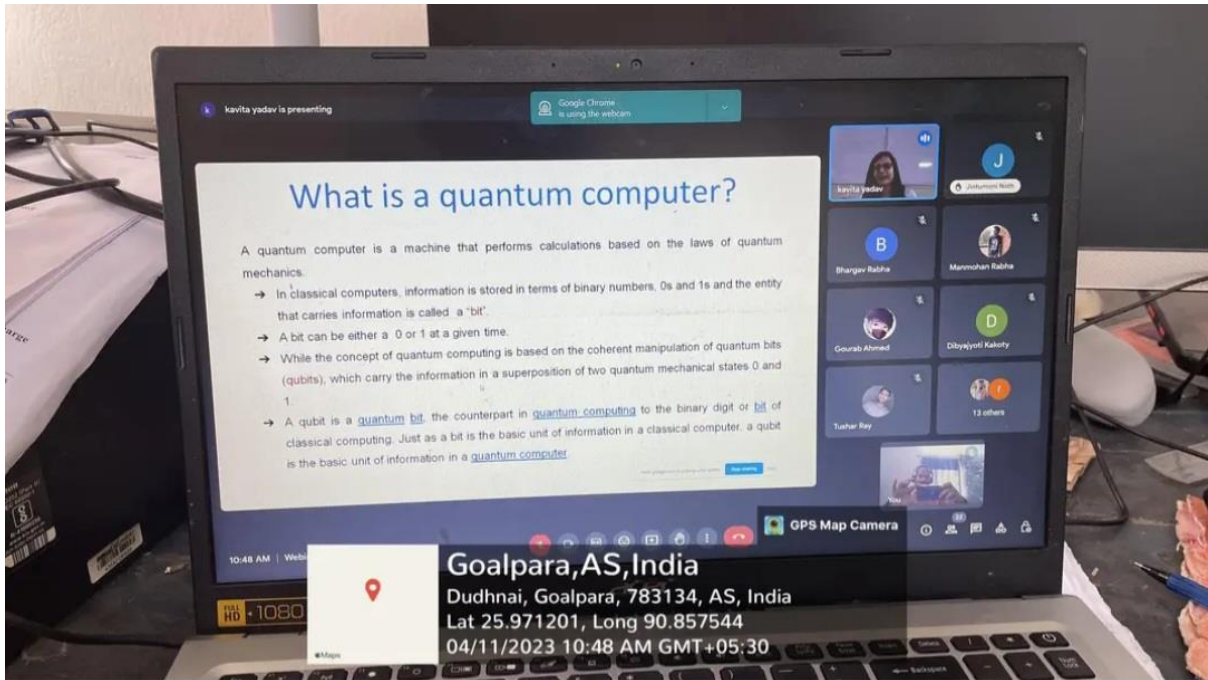 k kavita yadav is presenting
Google Chrome
is using the webcam
What is a quantum computer?
A quantum computer is a machine that performs calculations based on the laws of quantum
mechanics.
→ In classical computers, information is stored in terms of binary numbers, 0s and 1s and the entity
that carries information is called a "bit".
→ A bit can be either a 0 or 1 at a given time.
→ While the concept of quantum computing is based on the coherent manipulation of quantum bits
(qubits), which carry the information in a superposition of two quantum mechanical states 0 and
1.
→ A qubit is a quantum bit, the counterpart in quantum computing to the binary digit or bit of
classical computing. Just as a bit is the basic unit of information in a classical computer, a qubit
is the basic unit of information in a quantum computer
Stop sharing
kavita yadav
J
B
Bhargav Rabha
Manmohan Rabha
Gourab Ahmed
D
Dibyajyoti Kakoty
Tushar Ray
13 others
You
10:48 AM | Webi
GPS Map Camera
FULL
HD 1080
Goalpara,AS,India
Dudhnai, Goalpara, 783134, AS, India
Lat 25.971201, Long 90.857544
04/11/2023 10:48 AM GMT+05:30
Maps
Delete
Backspace
Num
Lock